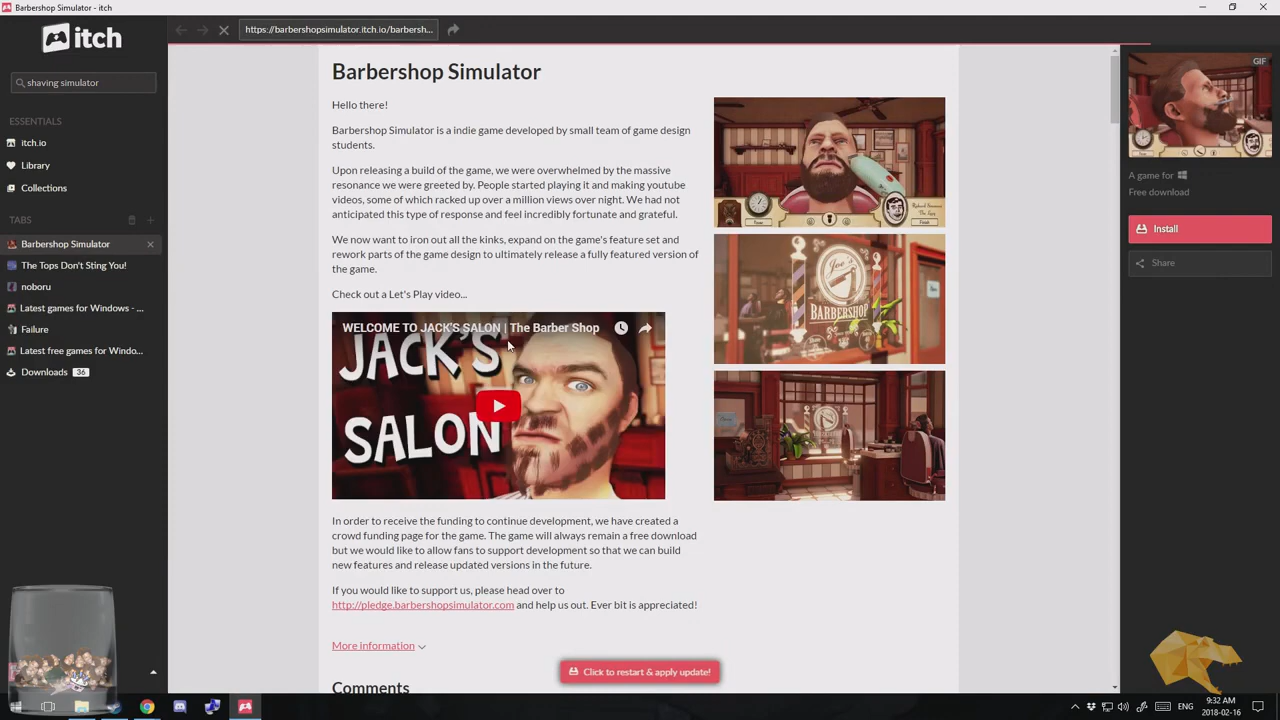 Barbershop Simulator - itch
itch
https://barbershopsimulator.itch.io/barbersh...
shaving simulator
ESSENTIALS
itch.io
Library
Collections
TABS
Barbershop Simulator
The Tops Don't Sting You!
noboru
Latest games for Windows - ...
Failure
Latest free games for Windo...
Downloads 36
Barbershop Simulator
Hello there!
Barbershop Simulator is a indie game developed by small team of game design
students.
Upon releasing a build of the game, we were overwhelmed by the massive
resonance we were greeted by. People started playing it and making youtube
videos, some of which racked up over a million views over night. We had not
anticipated this type of response and feel incredibly fortunate and grateful.
We now want to iron out all the kinks, expand on the game's feature set and
rework parts of the game design to ultimately release a fully featured version of
the game.
Check out a Let's Play video...
WELCOME TO JACK'S SALON | The Barber Shop
JACK'S
SALON
In order to receive the funding to continue development, we have created a
crowd funding page for the game. The game will always remain a free download
but we would like to allow fans to support development so that we can build
new features and release updated versions in the future.
If you would like to support us, please head over to
http://pledge.barbershopsimulator.com and help us out. Ever bit is appreciated!
More information
Comments
Click to restart & apply update!
Joe's
BARBERSHOP
GIF
A game for
Free download
Install
Share
ENG
9:32 AM
2018-02-16